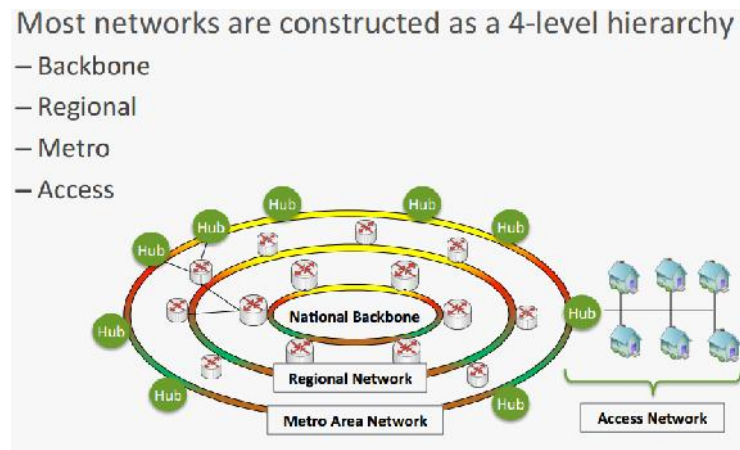 Most networks are constructed as a 4-level hierarchy
– Backbone
– Regional
– Metro
– Access
Hub
Hub
Hub
Hub
Hub
Hub
Hub
Hub
Hub
National Backbone
Regional Network
Metro Area Network
Access Network